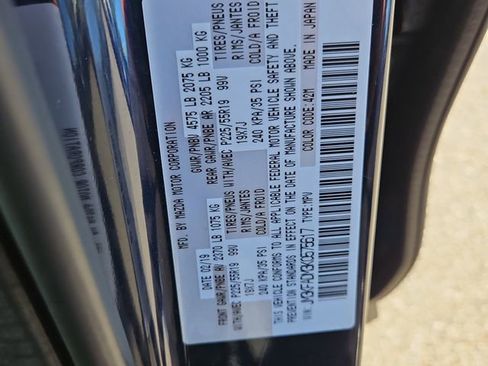 MFD. BY: MAZDA MOTOR CORPORATION
DATE: 02/19 GVWR/PNBV 4575 LB 2075 KG
FRONT GAWR/PNBE AV 2370 LB 1075 KG REAR GAWR/PNBE AR 2205 LB 1000 KG
WITH/AVEC TIRES/PNEUS P225/55R19 99V WITH/AVEC TIRES/PNEUS P225/55R19 99V
RIMS/JANTES 19X7J RIMS/JANTES 19X7J
COLD/A FROID 240 KPA/35 PSI COLD/A FROID 240 KPA/35 PSI
THIS VEHICLE CONFORMS TO ALL APPLICABLE FEDERAL MOTOR VEHICLE SAFETY AND THEFT
PREVENTION STANDARDS IN EFFECT ON THE DATE OF MANUFACTURE SHOWN ABOVE.
TYPE: MPV COLOR CODE: 42M MADE IN JAPAN